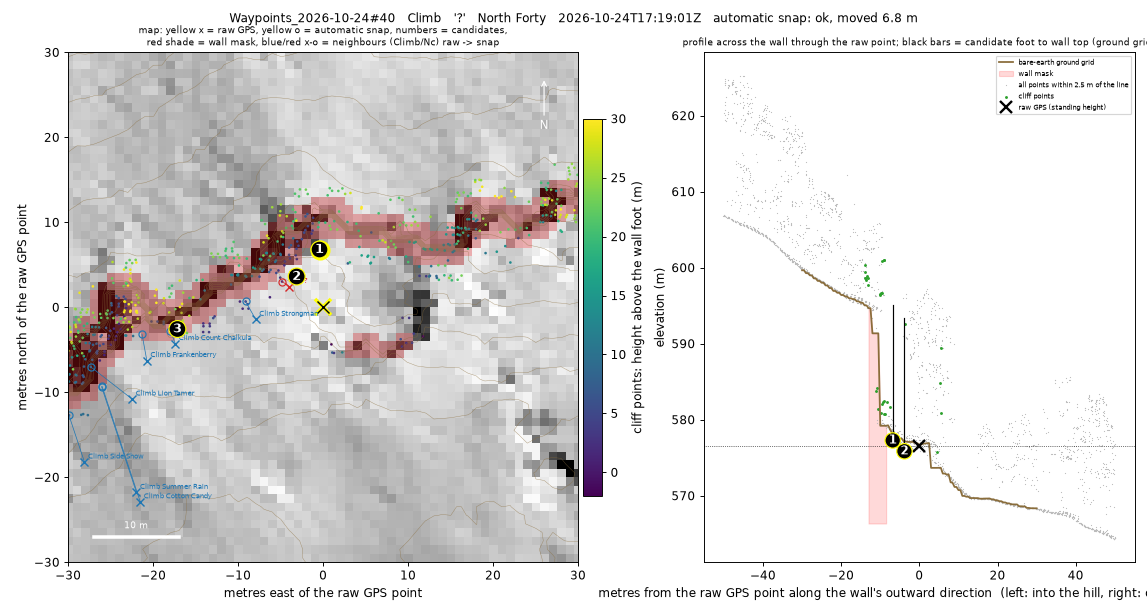 Waypoints_2026-10-24#40 Climb '?' North Forty 2026-10-24T17:19:01Z automatic snap: ok, moved 6.8 m
map: yellow x = raw GPS, yellow o = automatic snap, numbers = candidates,
red shade = wall mask, blue/red x-o = neighbours (Climb/Nc) raw -> snap
30
20
10
0
−10
−20
−30
−30
−20
−10
0
10
20
30
metres north of the raw GPS point
metres east of the raw GPS point
N
1
2
3
Climb Strongman
Climb Count Chalkula
Climb Frankenberry
Climb Lion Tamer
Climb Side Show
Climb Summer Rain
Climb Cotton Candy
10 m
30
25
20
15
10
5
0
cliff points: height above the wall foot (m)
profile across the wall through the raw point; black bars = candidate foot to wall top (ground gri
bare-earth ground grid
wall mask
all points within 2.5 m of the line
cliff points
raw GPS (standing height)
620
610
600
590
580
570
elevation (m)
1
2
−40
−20
0
20
40
metres from the raw GPS point along the wall's outward direction (left: into the hill, right: